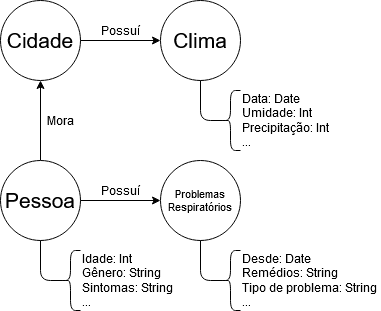 Cidade
Possuí
Clima
Data: Date
Umidade: Int
Precipitação: Int
...
Mora
Pessoa
Possuí
Problemas
Respiratórios
Idade: Int
Gênero: String
Sintomas: String
...
Desde: Date
Remédios: String
Tipo de problema: String
...